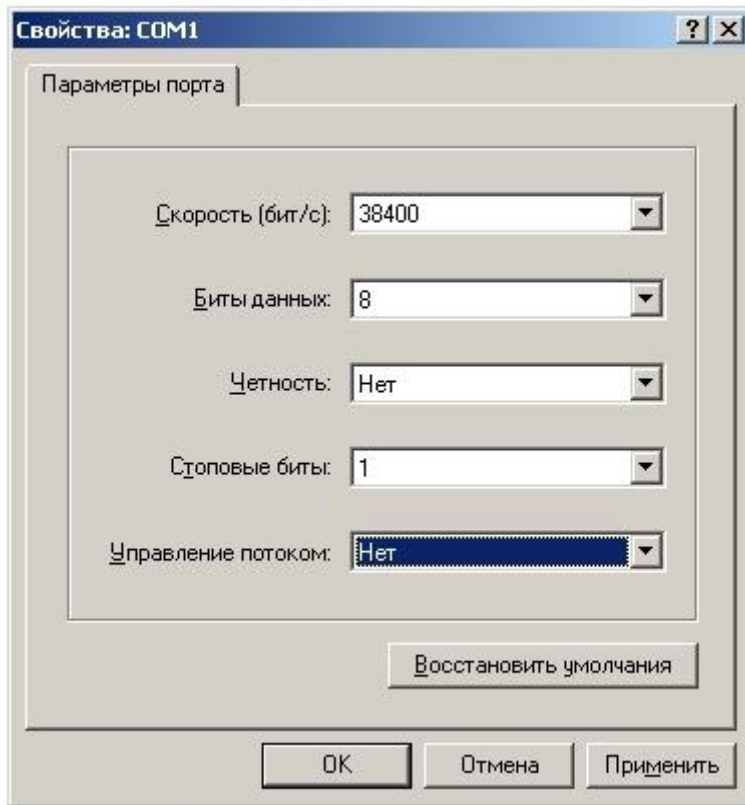 Свойства: COM1
Параметры порта
Скорость (бит/с): 38400
Биты данных: 8
Четность: Нет
Стоповые биты: 1
Управление потоком: Нет
Восстановить умолчания
OK Отмена Применить